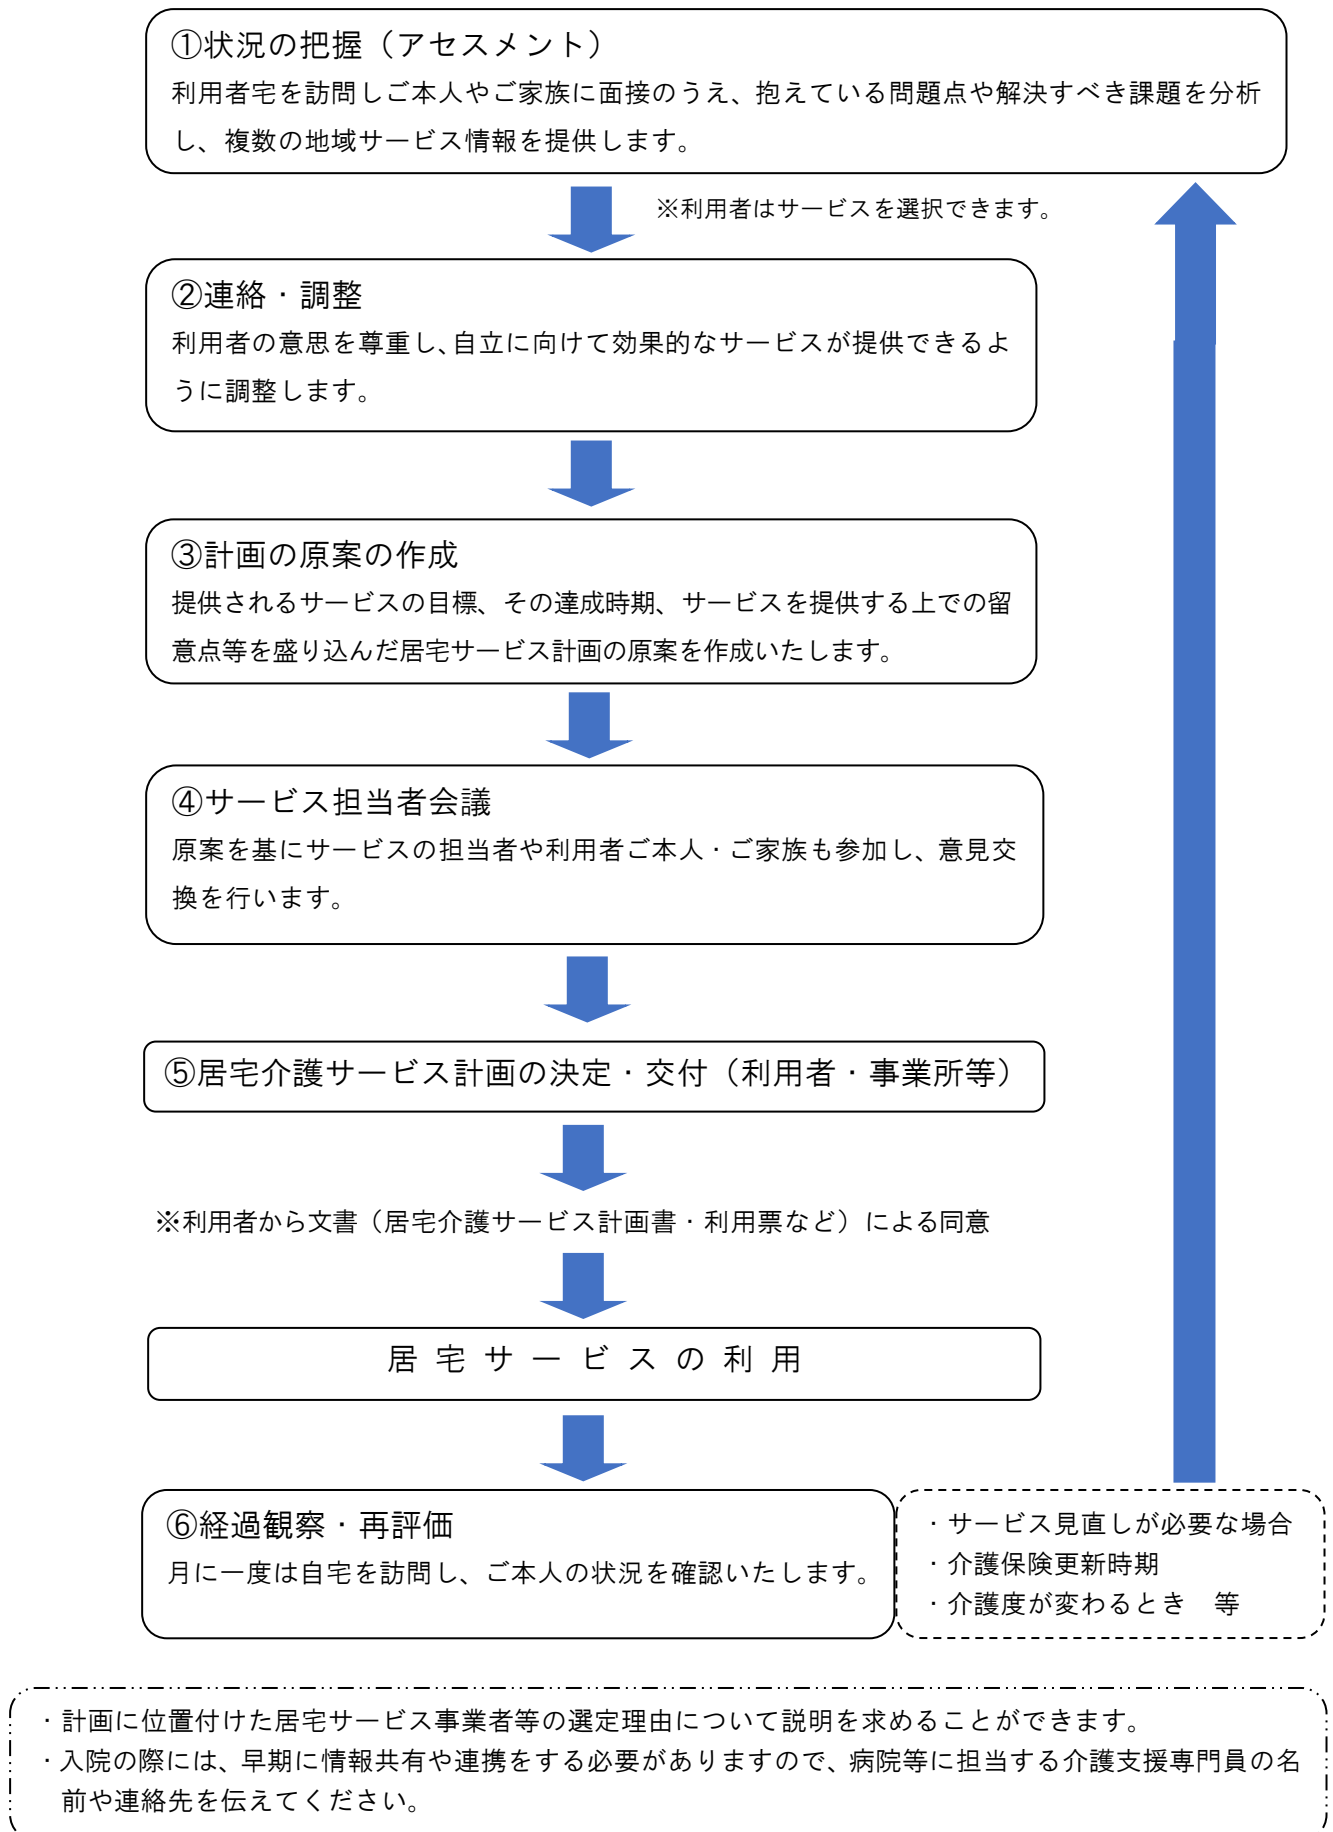 ①状況の把握（アセスメント）
利用者宅を訪問しご本人やご家族に面接のうえ、抱えている問題点や解決すべき課題を分析
し、複数の地域サービス情報を提供します。
※利用者はサービスを選択できます。
②連絡・調整
利用者の意思を尊重し、自立に向けて効果的なサービスが提供できるよ
うに調整します。
③計画の原案の作成
提供されるサービスの目標、その達成時期、サービスを提供する上での留
意点等を盛り込んだ居宅サービス計画の原案を作成いたします。
④サービス担当者会議
原案を基にサービスの担当者や利用者ご本人・ご家族も参加し、意見交
換を行います。
⑤居宅介護サービス計画の決定・交付（利用者・事業所等）
※利用者から文書（居宅介護サービス計画書・利用票など）による同意
居宅サービスの利用
⑥経過観察・再評価
月に一度は自宅を訪問し、ご本人の状況を確認いたします。
・サービス見直しが必要な場合
・介護保険更新時期
・介護度が変わるとき　等
・計画に位置付けた居宅サービス事業者等の選定理由について説明を求めることができます。
・入院の際には、早期に情報共有や連携をする必要がありますので、病院等に担当する介護支援専門員の名
前や連絡先を伝えてください。